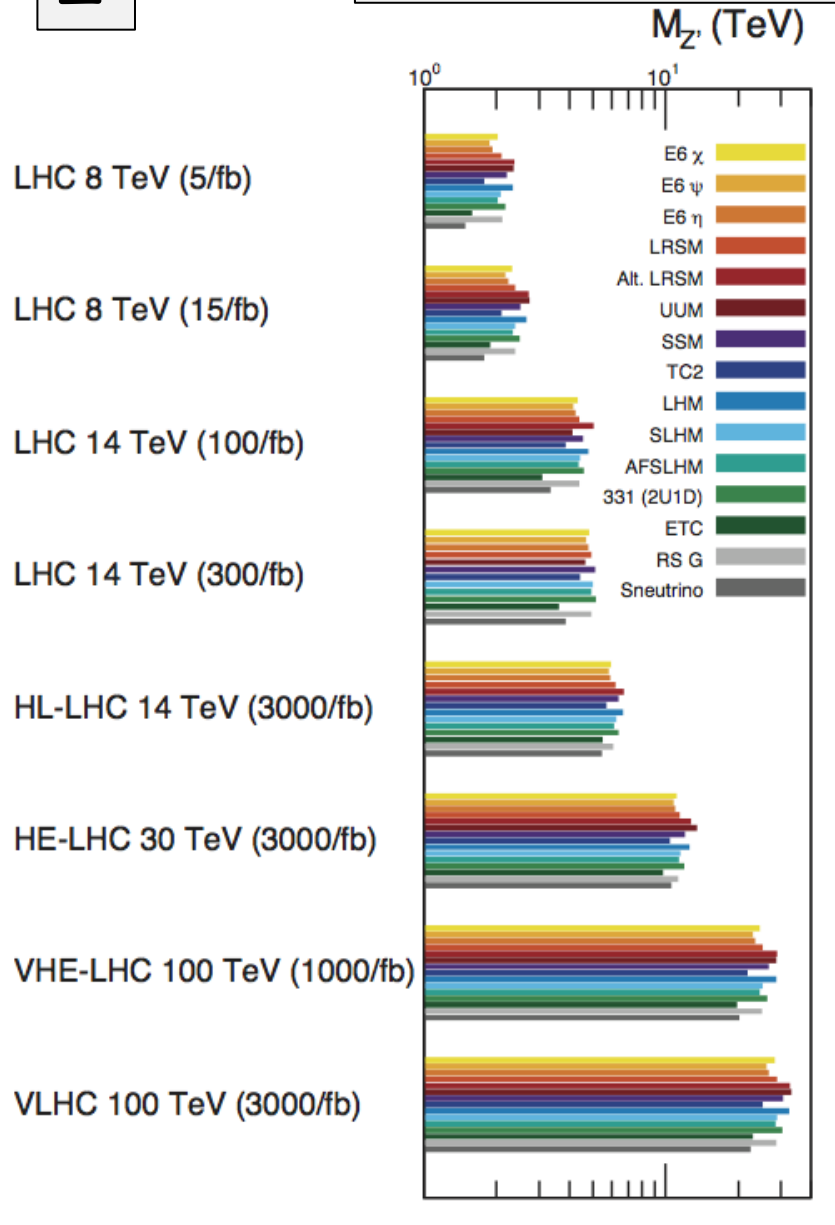 M_Z' (TeV)
10^0 10^1
E6 χ
E6 ψ
E6 η
LRSM
Alt. LRSM
UUM
SSM
TC2
LHM
SLHM
AFSLHM
331 (2U1D)
ETC
RS G
Sneutrino
LHC 8 TeV (5/fb)
LHC 8 TeV (15/fb)
LHC 14 TeV (100/fb)
LHC 14 TeV (300/fb)
HL-LHC 14 TeV (3000/fb)
HE-LHC 30 TeV (3000/fb)
VHE-LHC 100 TeV (1000/fb)
VLHC 100 TeV (3000/fb)